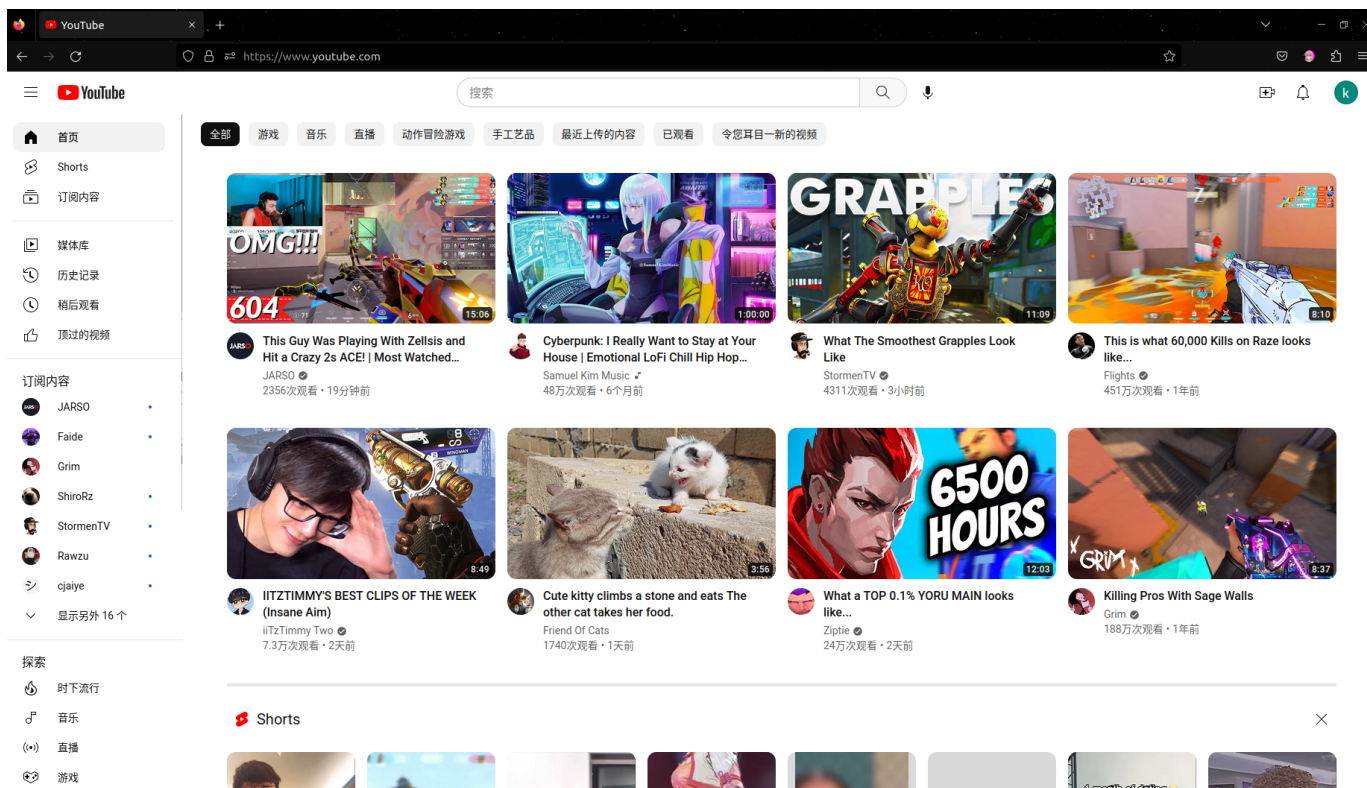 YouTube
https://www.youtube.com
YouTube
搜索
k
首页
Shorts
订阅内容
媒体库
历史记录
稍后观看
顶过的视频
订阅内容
JARSO
Faide
Grim
ShiroRz
StormenTV
Rawzu
cjaiye
显示另外 16 个
探索
时下流行
音乐
直播
游戏
全部
游戏
音乐
直播
动作冒险游戏
手工艺品
最近上传的内容
已观看
令您耳目一新的视频
OMG!!!
604
15:06
JARSO
This Guy Was Playing With Zellsis and
Hit a Crazy 2s ACE! | Most Watched...
JARSO
2356次观看 • 19分钟前
1:00:00
Cyberpunk: I Really Want to Stay at Your
House | Emotional LoFi Chill Hip Hop...
Samuel Kim Music
48万次观看 • 6个月前
GRAPPLES
11:09
What The Smoothest Grapples Look
Like
StormenTV
4311次观看 • 3小时前
8:10
This is what 60,000 Kills on Raze looks
like...
Flights
451万次观看 • 1年前
WINGMAN
8:49
IITZTIMMY'S BEST CLIPS OF THE WEEK
(Insane Aim)
iiTzTimmy Two
7.3万次观看 • 2天前
3:56
Cute kitty climbs a stone and eats The
other cat takes her food.
Friend Of Cats
1740次观看 • 1天前
6500
HOURS
12:03
What a TOP 0.1% YORU MAIN looks
like...
Ziptie
24万次观看 • 2天前
GRIM
8:37
Killing Pros With Sage Walls
Grim
188万次观看 • 1年前
Shorts